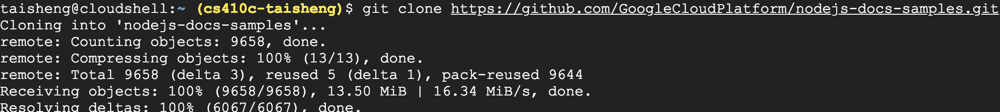 taisheng@cloudshell:~ (cs410c-taisheng)$ git clone https://github.com/GoogleCloudPlatform/nodejs-docs-samples.git
Cloning into 'nodejs-docs-samples'...
remote: Counting objects: 9658, done.
remote: Compressing objects: 100% (13/13), done.
remote: Total 9658 (delta 3), reused 5 (delta 1), pack-reused 9644
Receiving objects: 100% (9658/9658), 13.50 MiB | 16.34 MiB/s, done.
Resolving deltas: 100% (6067/6067), done.